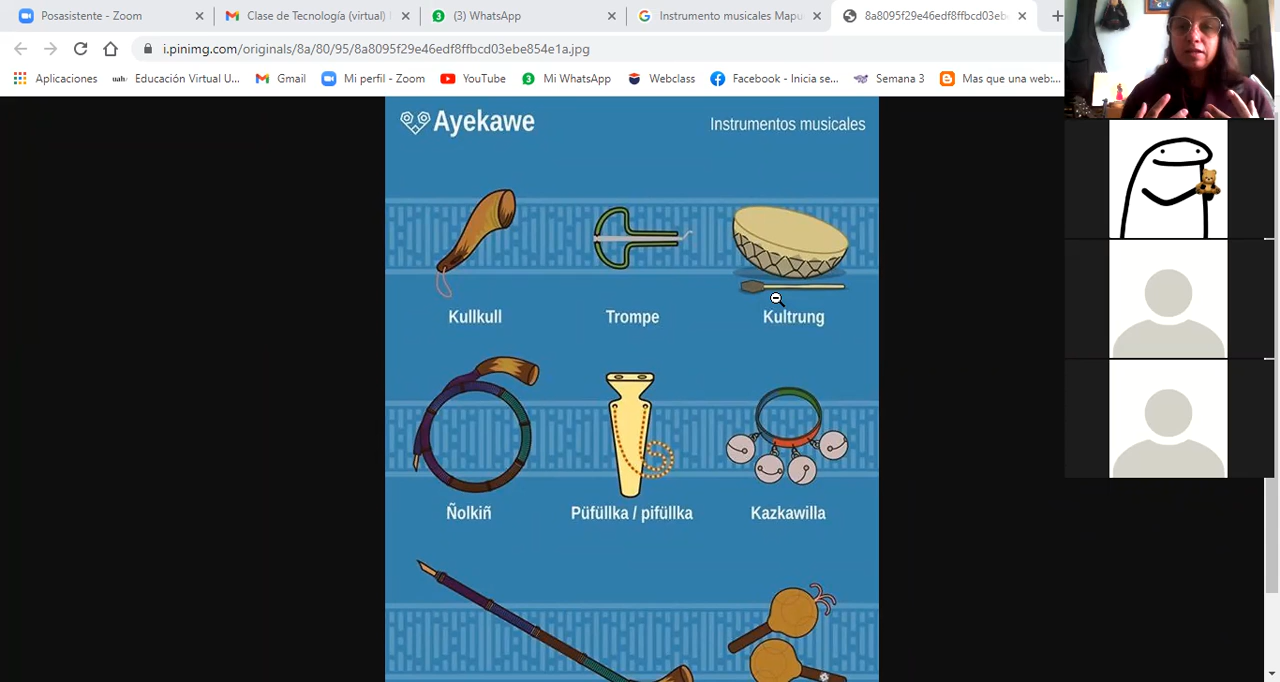 Posasistente - Zoom
Clase de Tecnología (virtual)
(3) WhatsApp
Instrumento musicales Mapu
8a8095f29e46edf8ffbcd03eb
i.pinimg.com/originals/8a/80/95/8a8095f29e46edf8ffbcd03ebe854e1a.jpg
Aplicaciones
uah/ Educación Virtual U...
Gmail
Mi perfil - Zoom
YouTube
Mi WhatsApp
Webclass
Facebook - Inicia se...
Semana 3
Mas que una web:...
Ayekawe
Instrumentos musicales
Kullkull
Trompe
Kultrung
Ñolkiñ
Püfüllka / pifüllka
Kazkawilla